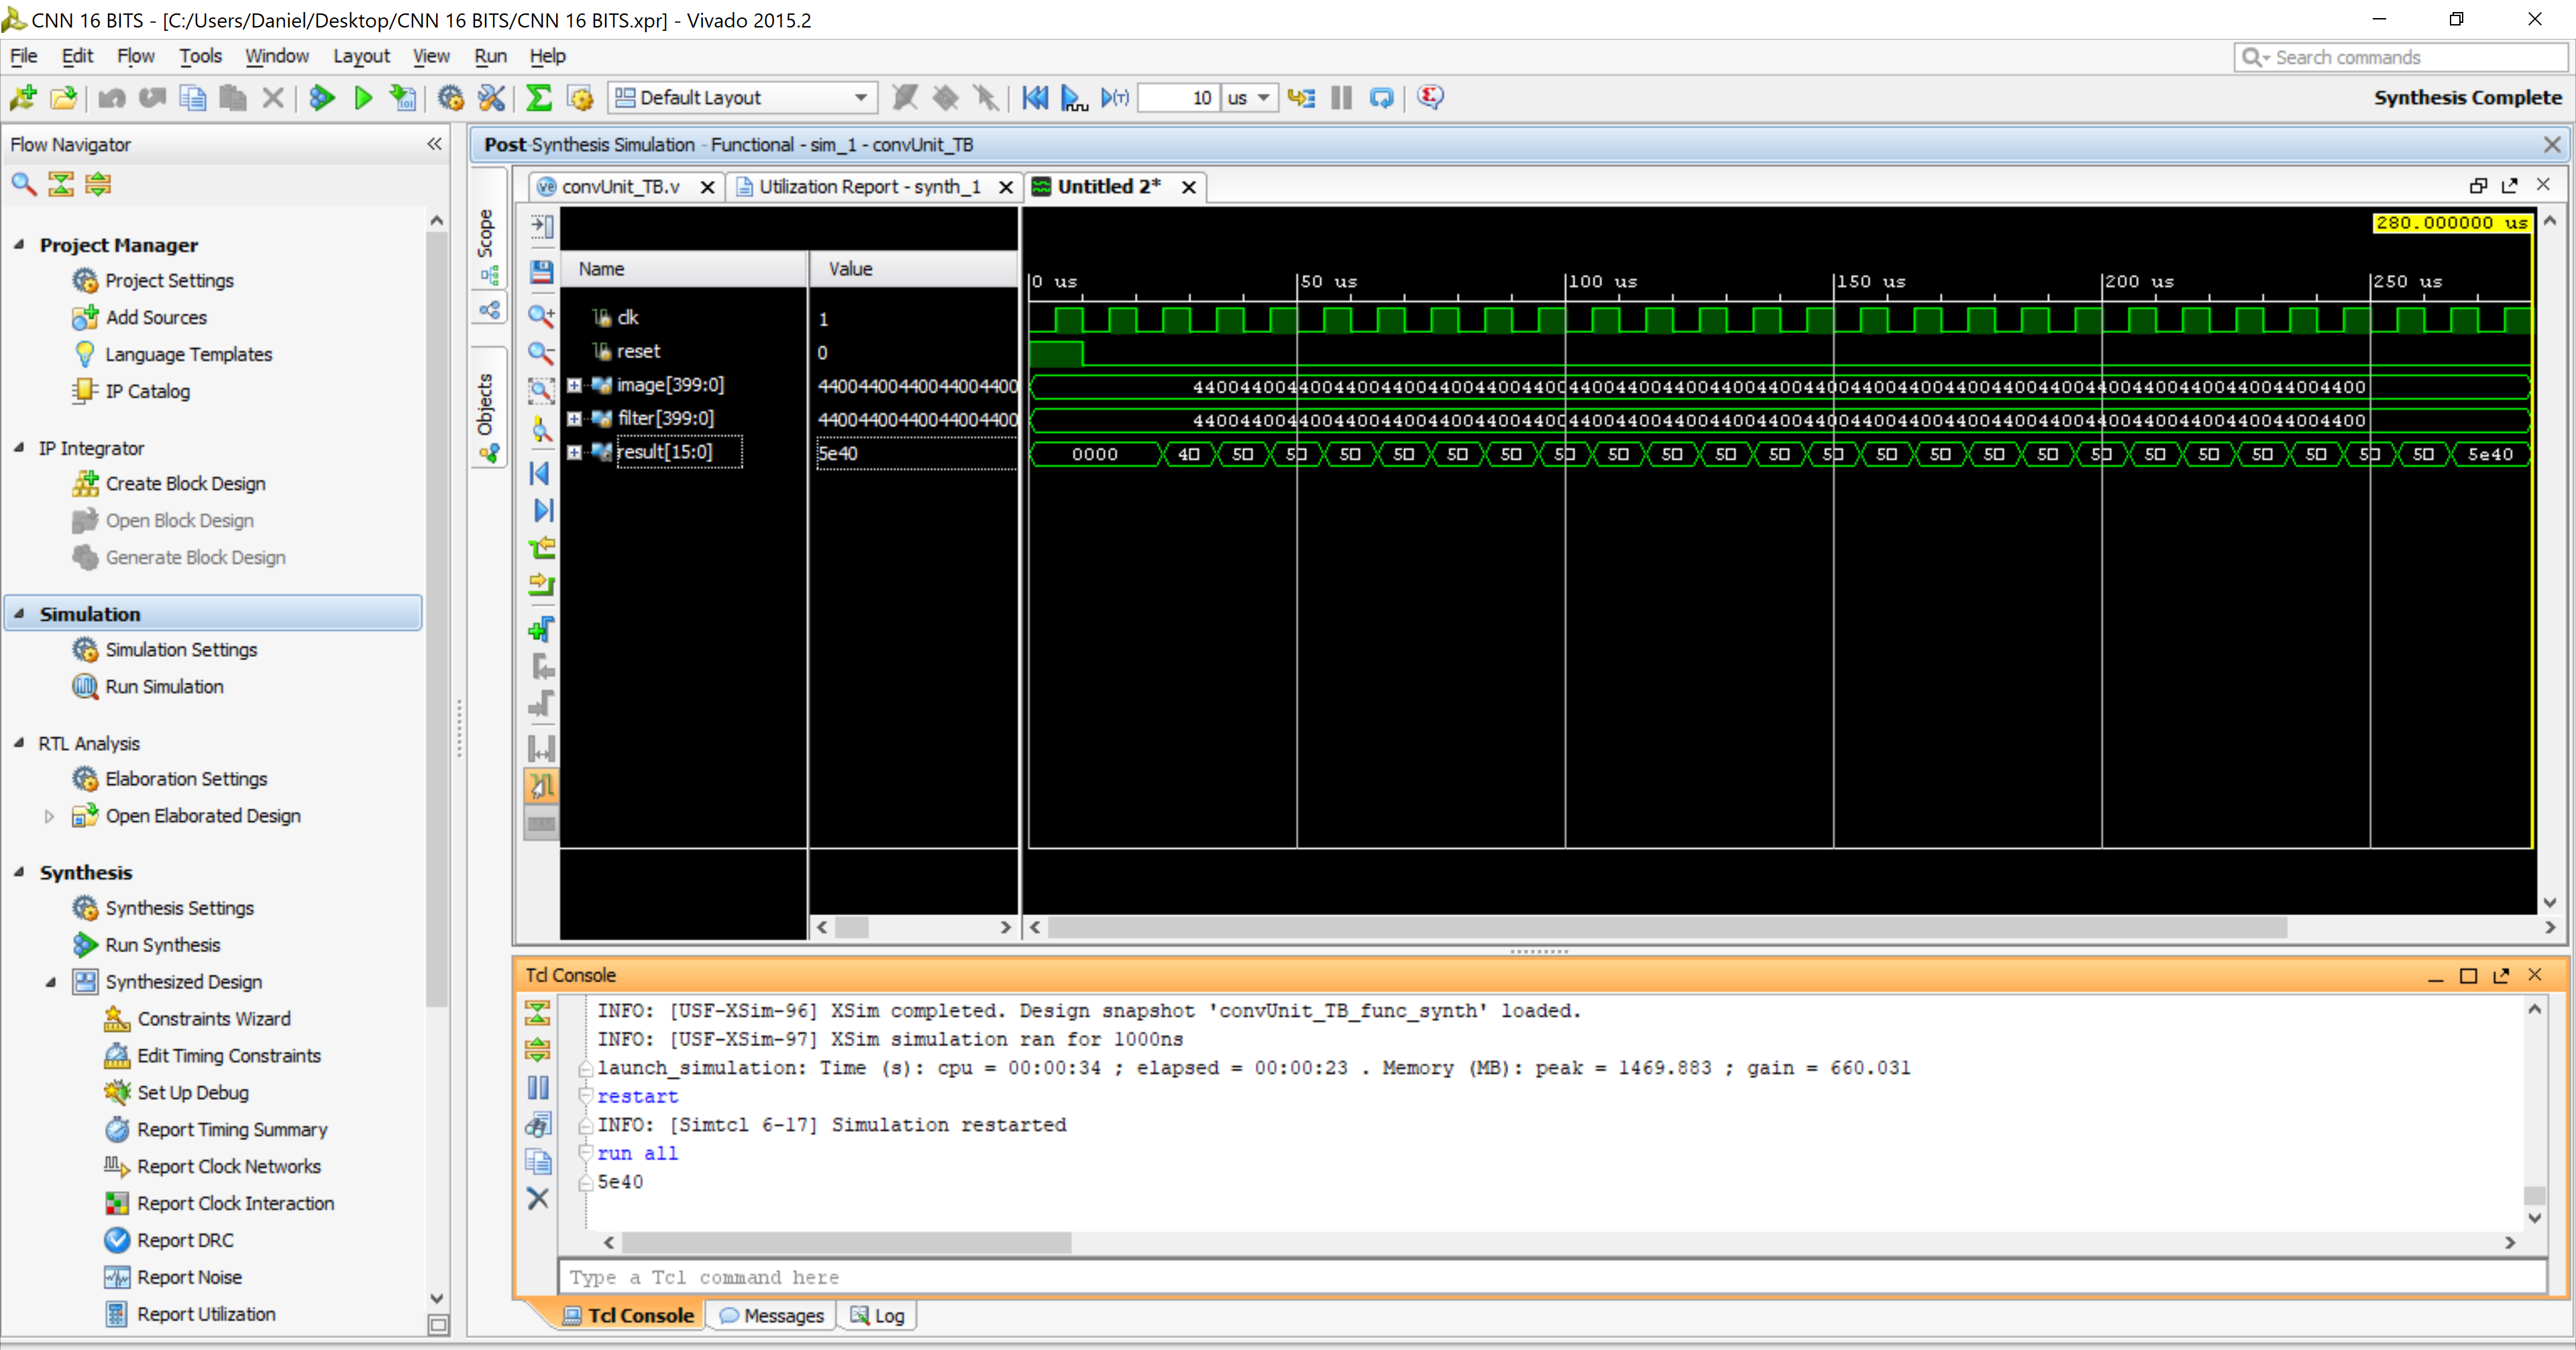 CNN 16 BITS - [C:/Users/Daniel/Desktop/CNN 16 BITS/CNN 16 BITS.xpr] - Vivado 2015.2
File Edit Flow Tools Window Layout View Run Help
Search commands
Default Layout
10 us
Synthesis Complete
Flow Navigator
Project Manager
Project Settings
Add Sources
Language Templates
IP Catalog
IP Integrator
Create Block Design
Open Block Design
Generate Block Design
Simulation
Simulation Settings
Run Simulation
RTL Analysis
Elaboration Settings
Open Elaborated Design
Synthesis
Synthesis Settings
Run Synthesis
Synthesized Design
Constraints Wizard
Edit Timing Constraints
Set Up Debug
Report Timing Summary
Report Clock Networks
Report Clock Interaction
Report DRC
Report Noise
Report Utilization
Post-Synthesis Simulation - Functional - sim_1 - convUnit_TB
Scope
Objects
convUnit_TB.v
Utilization Report - synth_1
Untitled 2*
280.000000 us
Name Value
0 us 50 us 100 us 150 us 200 us 250 us
clk 1
reset 0
image[399:0] 44004400440044004400
filter[399:0] 44004400440044004400
result[15:0] 5e40
0000 40 50 50 50 50 50 50 50 50 50 50 50 50 50 50 50 50 50 50 50 50 50 50 50 5e40
Tcl Console
INFO: [USF-XSim-96] XSim completed. Design snapshot 'convUnit_TB_func_synth' loaded.
INFO: [USF-XSim-97] XSim simulation ran for 1000ns
launch_simulation: Time (s): cpu = 00:00:34 ; elapsed = 00:00:23 . Memory (MB): peak = 1469.883 ; gain = 660.031
restart
INFO: [Simtcl 6-17] Simulation restarted
run all
5e40
Type a Tcl command here
Tcl Console
Messages
Log